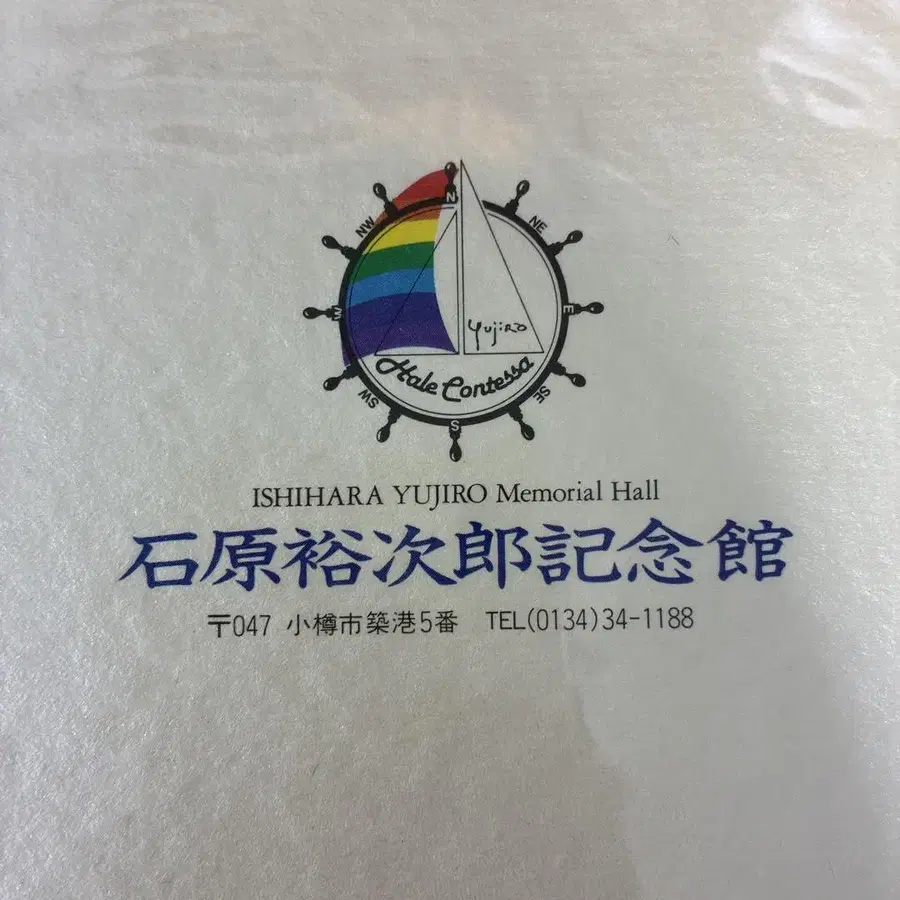 N
NW
NE
W
E
Yujiro
Hale Contessa
SW
SE
S
ISHIHARA YUJIRO Memorial Hall
石原裕次郎記念館
〒047 小樽市築港5番 TEL(0134)34-1188